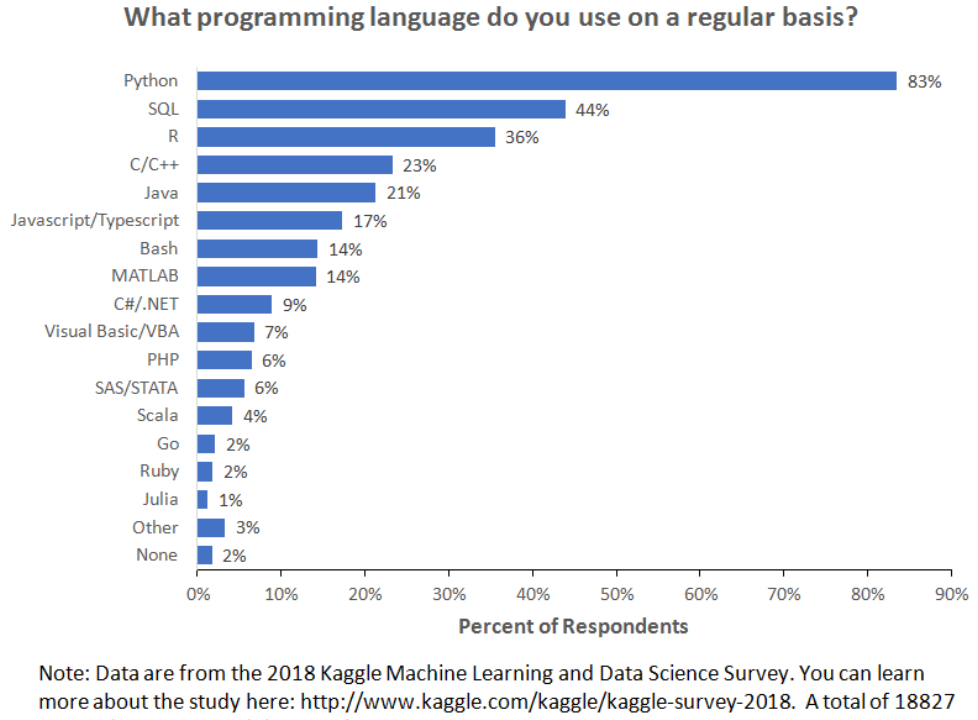 What programming language do you use on a regular basis?
Python 83%
SQL 44%
R 36%
C/C++ 23%
Java 21%
Javascript/Typescript 17%
Bash 14%
MATLAB 14%
C#/.NET 9%
Visual Basic/VBA 7%
PHP 6%
SAS/STATA 6%
Scala 4%
Go 2%
Ruby 2%
Julia 1%
Other 3%
None 2%
0% 10% 20% 30% 40% 50% 60% 70% 80% 90%
Percent of Respondents
Note: Data are from the 2018 Kaggle Machine Learning and Data Science Survey. You can learn
more about the study here: http://www.kaggle.com/kaggle/kaggle-survey-2018. A total of 18827